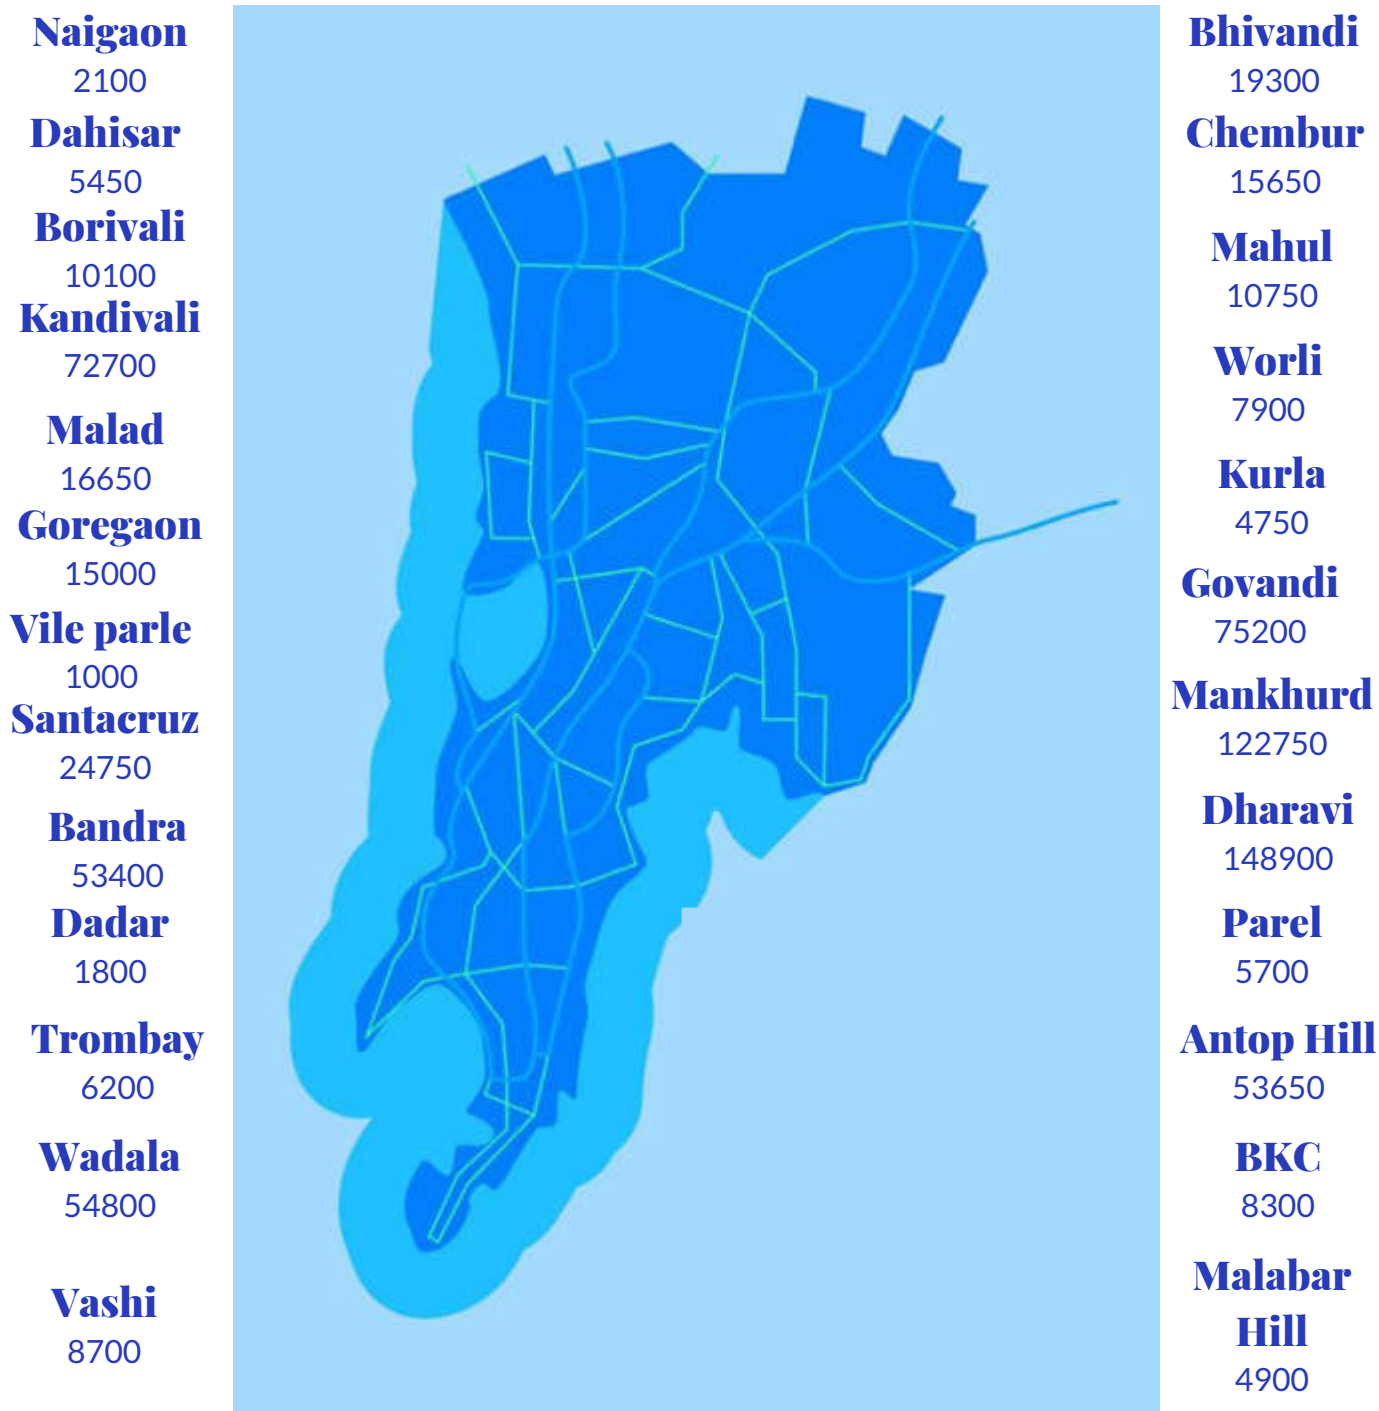 Naigaon
2100
Dahisar
5450
Borivali
10100
Kandivali
72700
Malad
16650
Goregaon
15000
Vile parle
1000
Santacruz
24750
Bandra
53400
Dadar
1800
Trombay
6200
Wadala
54800
Vashi
8700
Bhivandi
19300
Chembur
15650
Mahul
10750
Worli
7900
Kurla
4750
Govandi
75200
Mankhurd
122750
Dharavi
148900
Parel
5700
Antop Hill
53650
BKC
8300
Malabar
Hill
4900